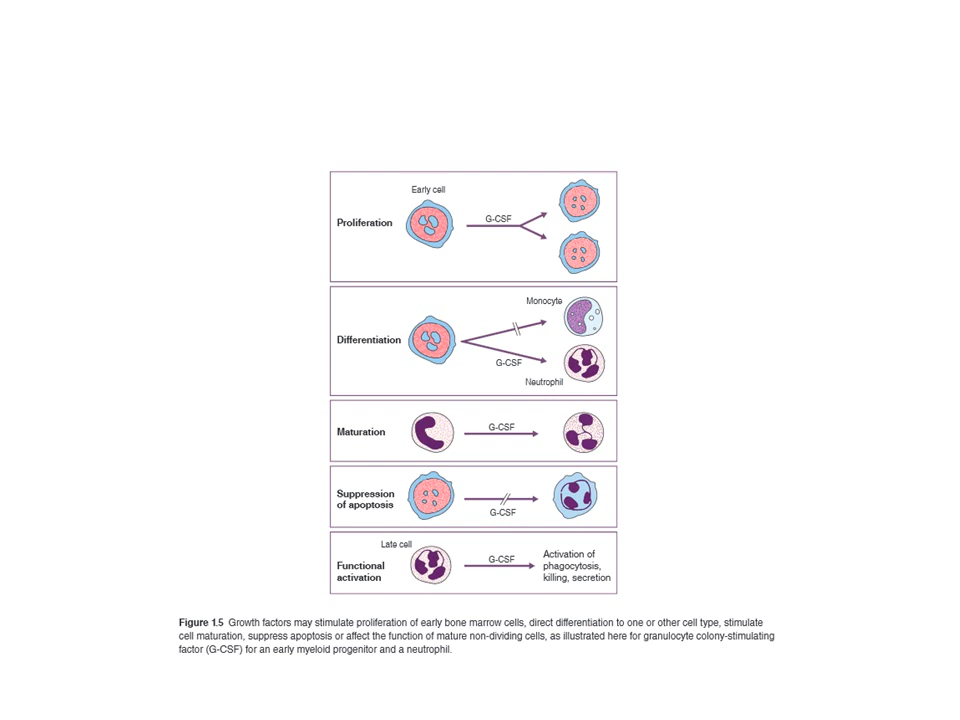 Early cell
Proliferation
G-CSF
Monocyte
Differentiation
G-CSF
Neutrophil
Maturation
G-CSF
Suppression
of apoptosis
G-CSF
Late cell
Functional
activation
G-CSF
Activation of
phagocytosis,
killing, secretion
Figure 1.5 Growth factors may stimulate proliferation of early bone marrow cells, direct differentiation to one or other cell type, stimulate
cell maturation, suppress apoptosis or affect the function of mature non-dividing cells, as illustrated here for granulocyte colony-stimulating
factor (G-CSF) for an early myeloid progenitor and a neutrophil.